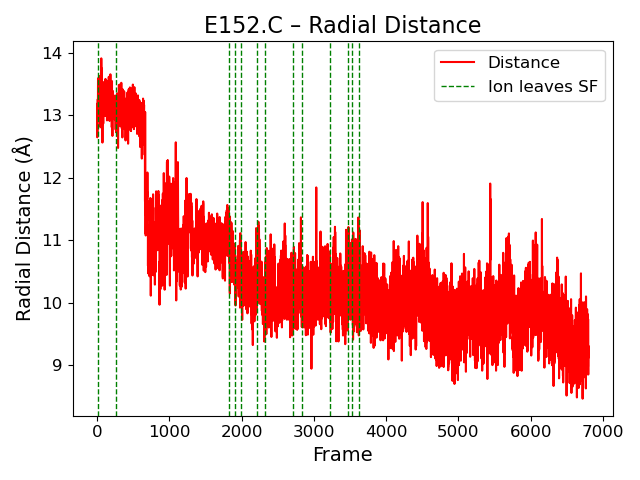 E152.C – Radial Distance
Distance
Ion leaves SF
Radial Distance (Å)
14
13
12
11
10
9
0 1000 2000 3000 4000 5000 6000 7000
Frame